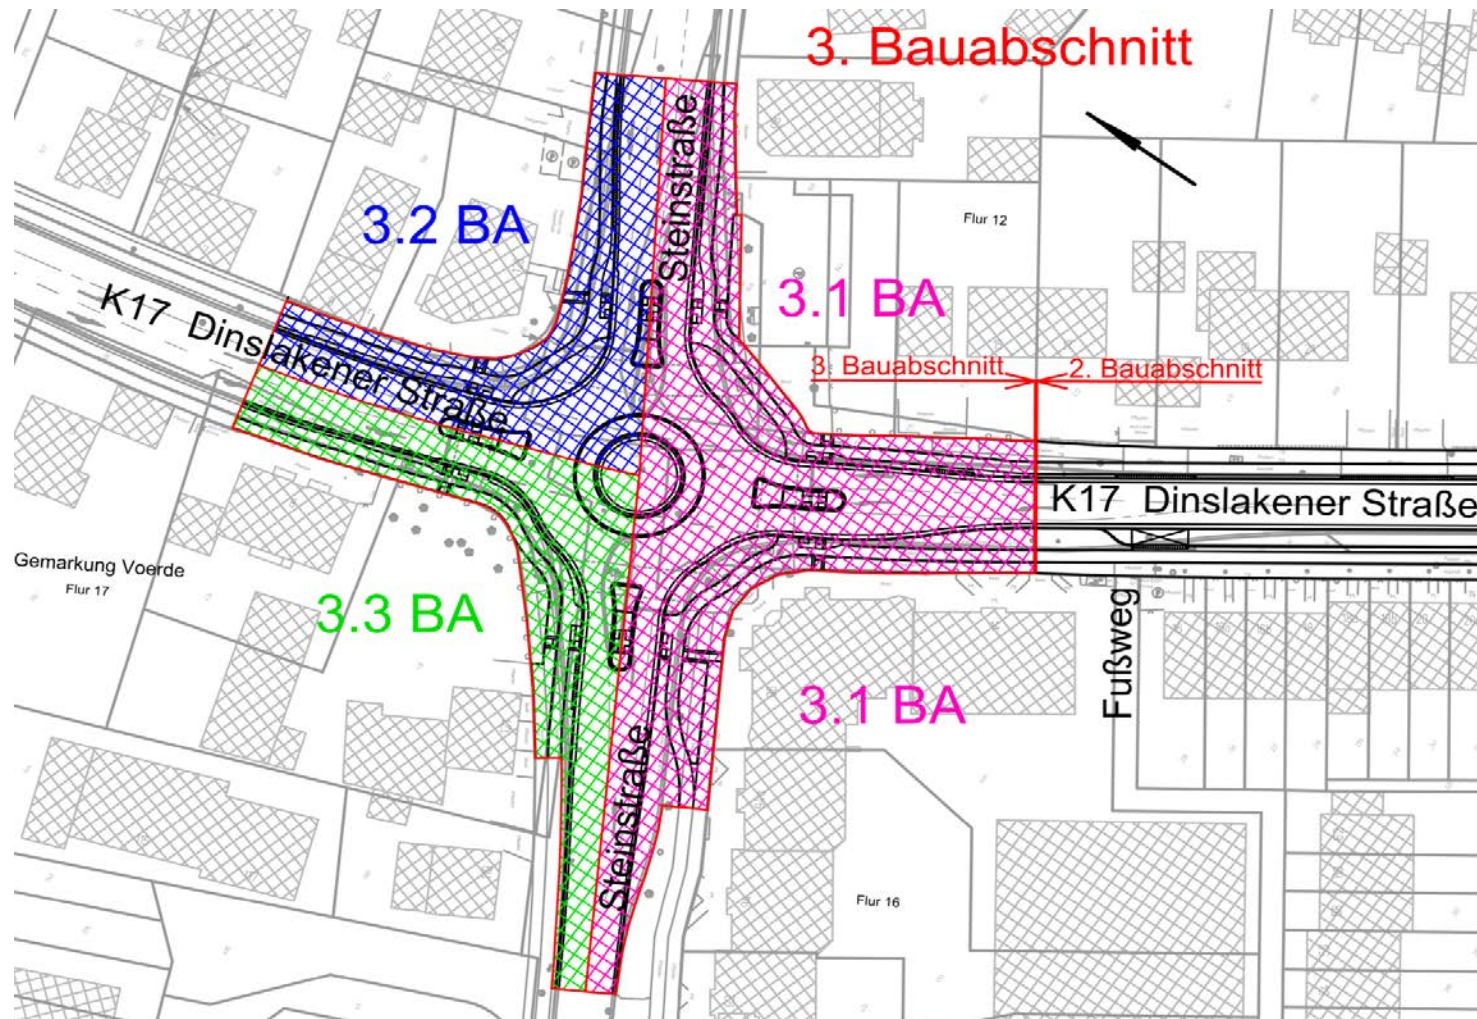 3. Bauabschnitt
Steinstraße
3.2 BA
Flur 12
3.1 BA
K17 Dinslakener Straße
3. Bauabschnitt
2. Bauabschnitt
K17 Dinslakener Straße
Gemarkung Voerde
Flur 17
3.3 BA
Fußweg
3.1 BA
Steinstraße
Flur 16